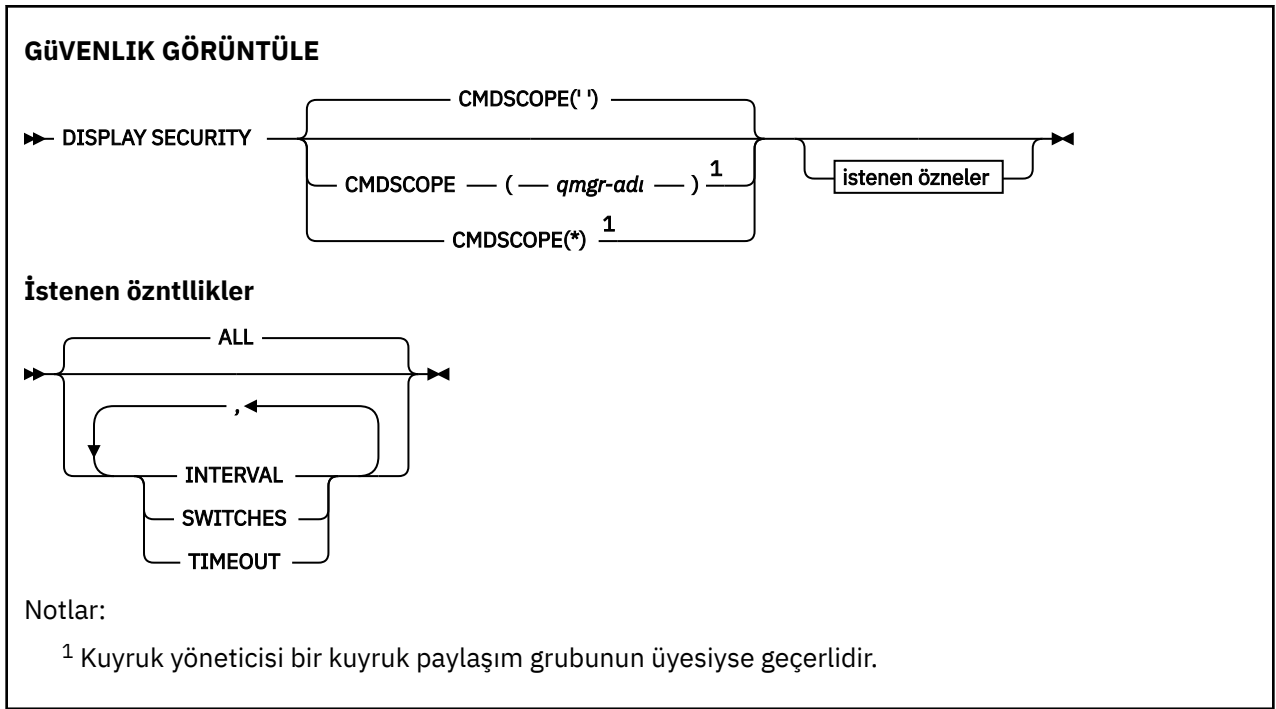 GüVENLIK GÖRÜNTÜLE
CMDSCOPE(' ')
DISPLAY SECURITY
CMDSCOPE ( qmgr-adı ) 1
istenen özneler
CMDSCOPE(*) 1
İstenen özntllikler
ALL
,
INTERVAL
SWITCHES
TIMEOUT
Notlar:
1 Kuyruk yöneticisi bir kuyruk paylaşım grubunun üyesiyse geçerlidir.